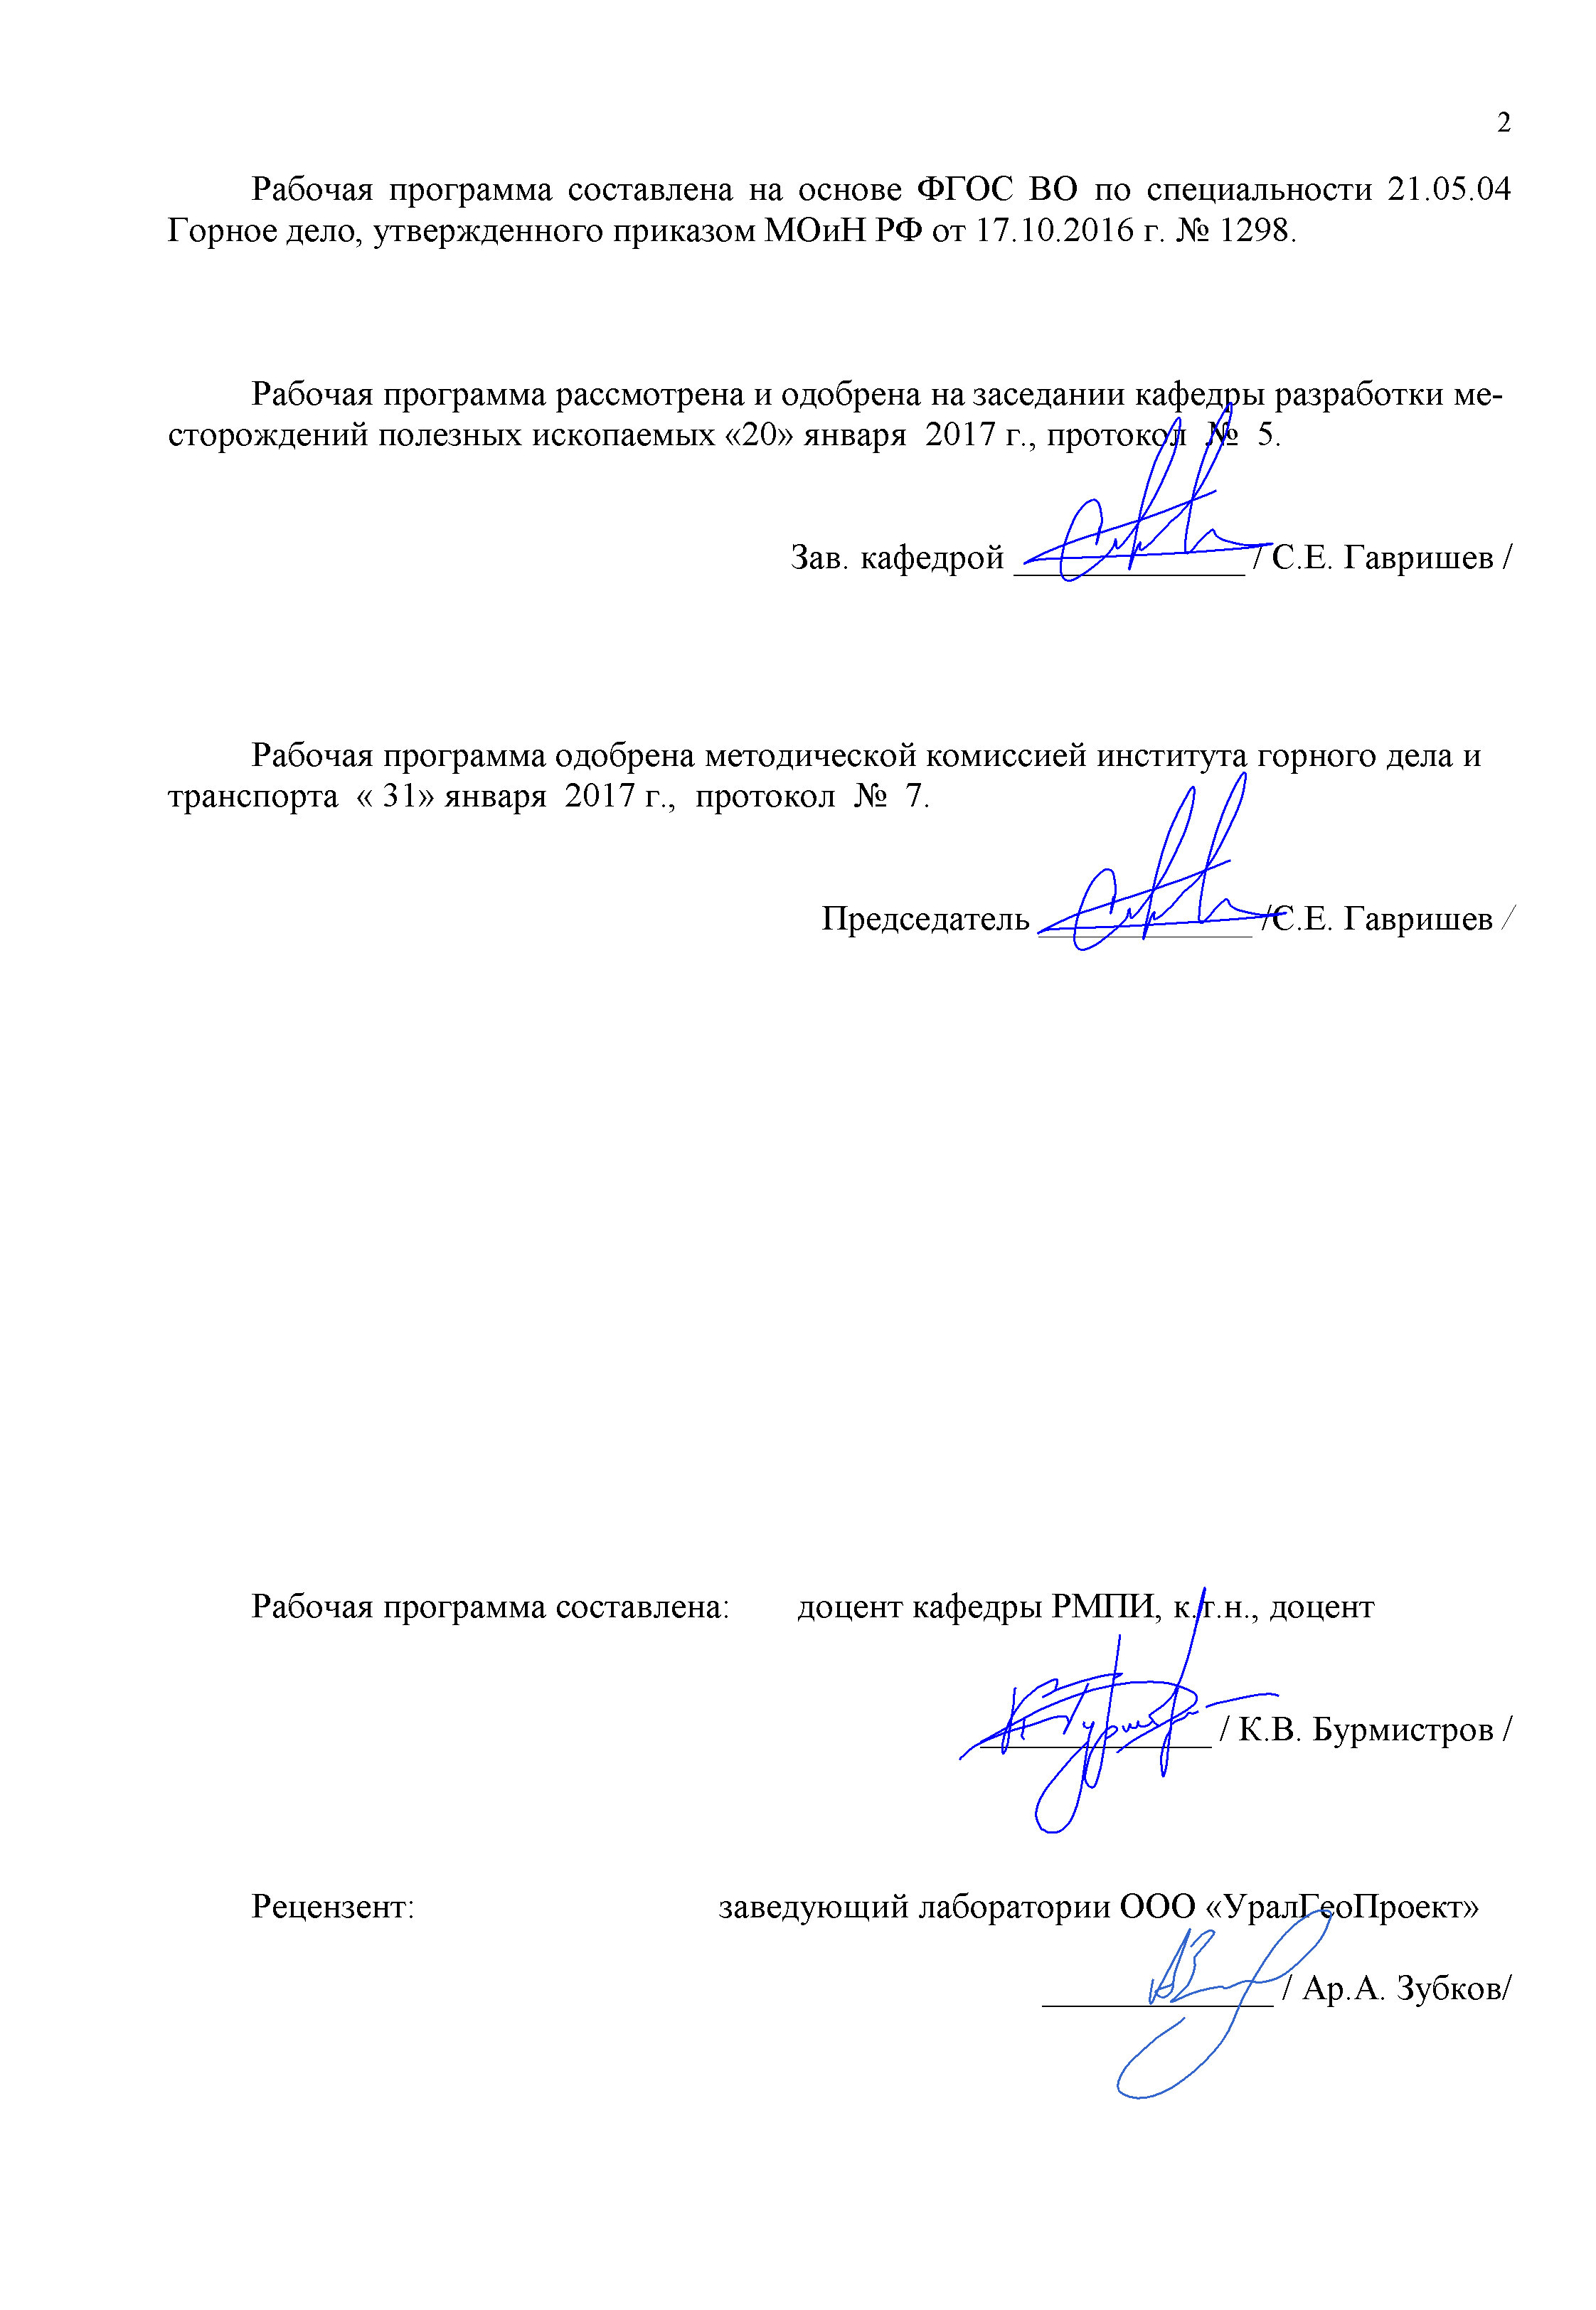 2
Рабочая программа составлена на основе ФГОС ВО по специальности 21.05.04
Горное дело, утвержденного приказом МОиН РФ от 17.10.2016 г. № 1298.
Рабочая программа рассмотрена и одобрена на заседании кафедры разработки ме-
сторождений полезных ископаемых «20» января 2017 г., протокол № 5.
Зав. кафедрой ______________ / С.Е. Гавришев /
Рабочая программа одобрена методической комиссией института горного дела и
транспорта « 31» января 2017 г., протокол № 7.
Председатель _____________ /С.Е. Гавришев /
Рабочая программа составлена: доцент кафедры РМПИ, к.т.н., доцент
______________ / К.В. Бурмистров /
Рецензент: заведующий лаборатории ООО «УралГеоПроект»
______________ / Ар.А. Зубков/